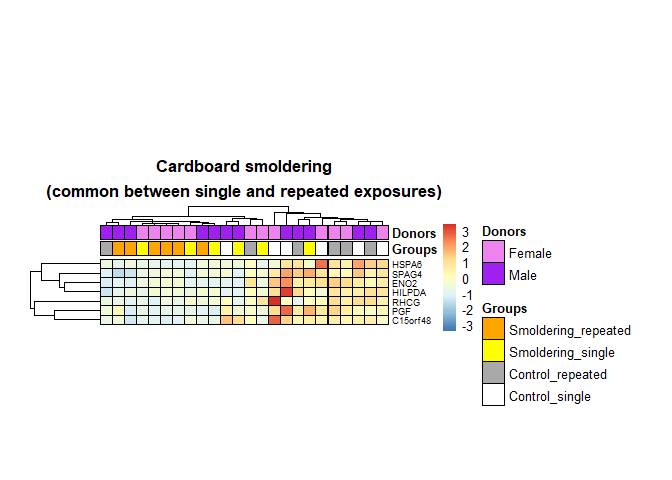 Cardboard smoldering
(common between single and repeated exposures)
Donors
Groups
HSPA6
SPAG4
ENO2
HILPDA
RHCG
PGF
C15orf48
3
2
1
0
-1
-2
-3
Donors
Female
Male
Groups
Smoldering_repeated
Smoldering_single
Control_repeated
Control_single